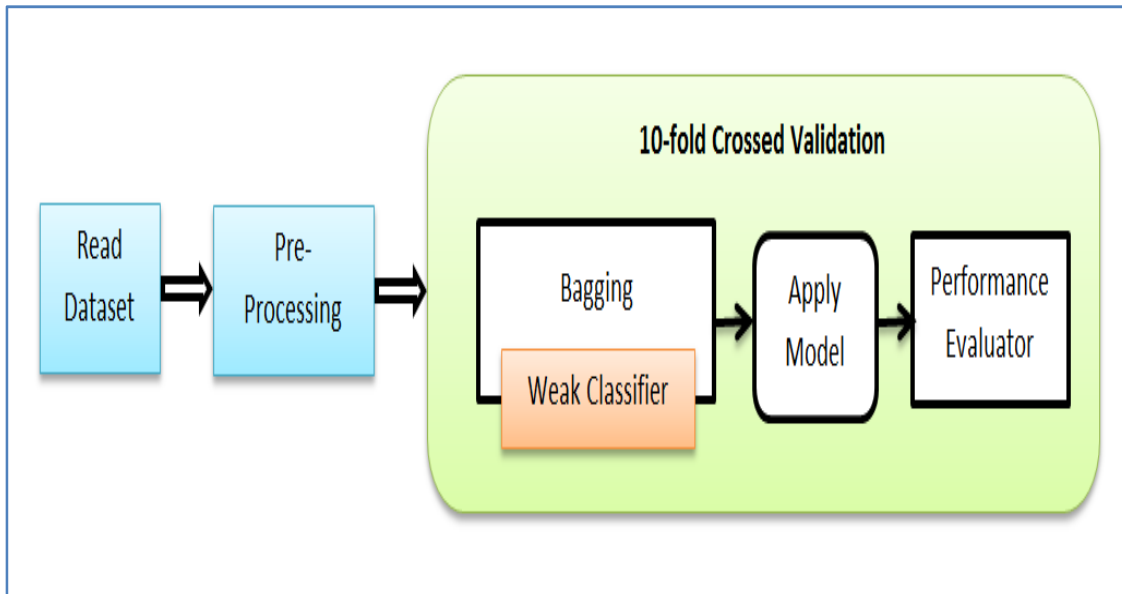 10-fold Crossed Validation
Read
Dataset
Pre-
Processing
Bagging
Weak Classifier
Apply
Model
Performance
Evaluator